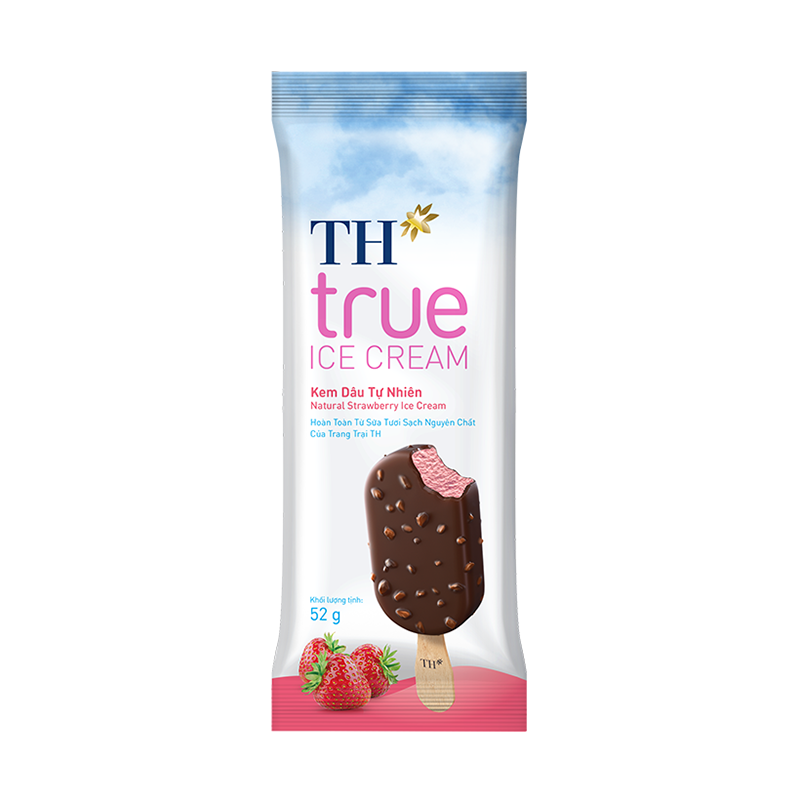 TH
true
ICE CREAM
Kem Dâu Tự Nhiên
Natural Strawberry Ice Cream
Hoàn Toàn Từ Sữa Tươi Sạch Nguyên Chất
Của Trang Trại TH
Khối lượng tịnh:
52 g
TH